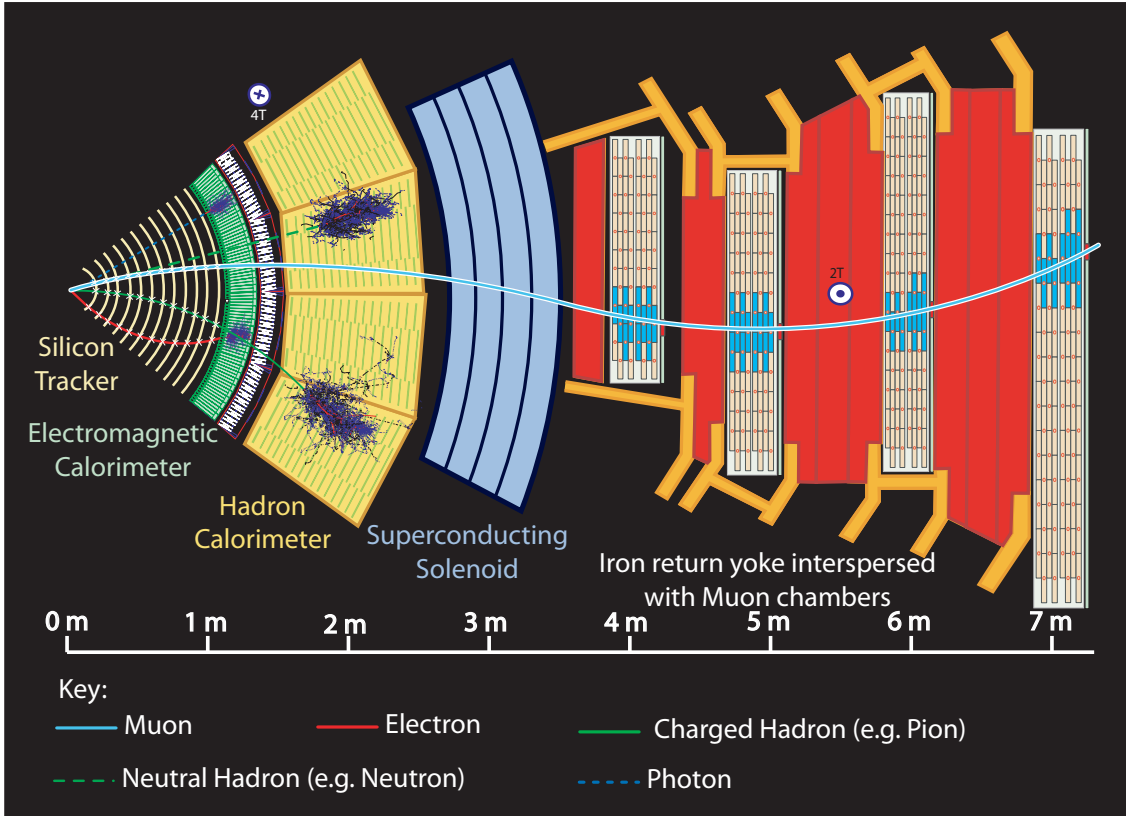 4T
2T
Silicon
Tracker
Electromagnetic
Calorimeter
Hadron
Calorimeter
Superconducting
Solenoid
Iron return yoke interspersed
with Muon chambers
0 m 1 m 2 m 3 m 4 m 5 m 6 m 7 m
Key:
Muon Electron Charged Hadron (e.g. Pion)
Neutral Hadron (e.g. Neutron) Photon